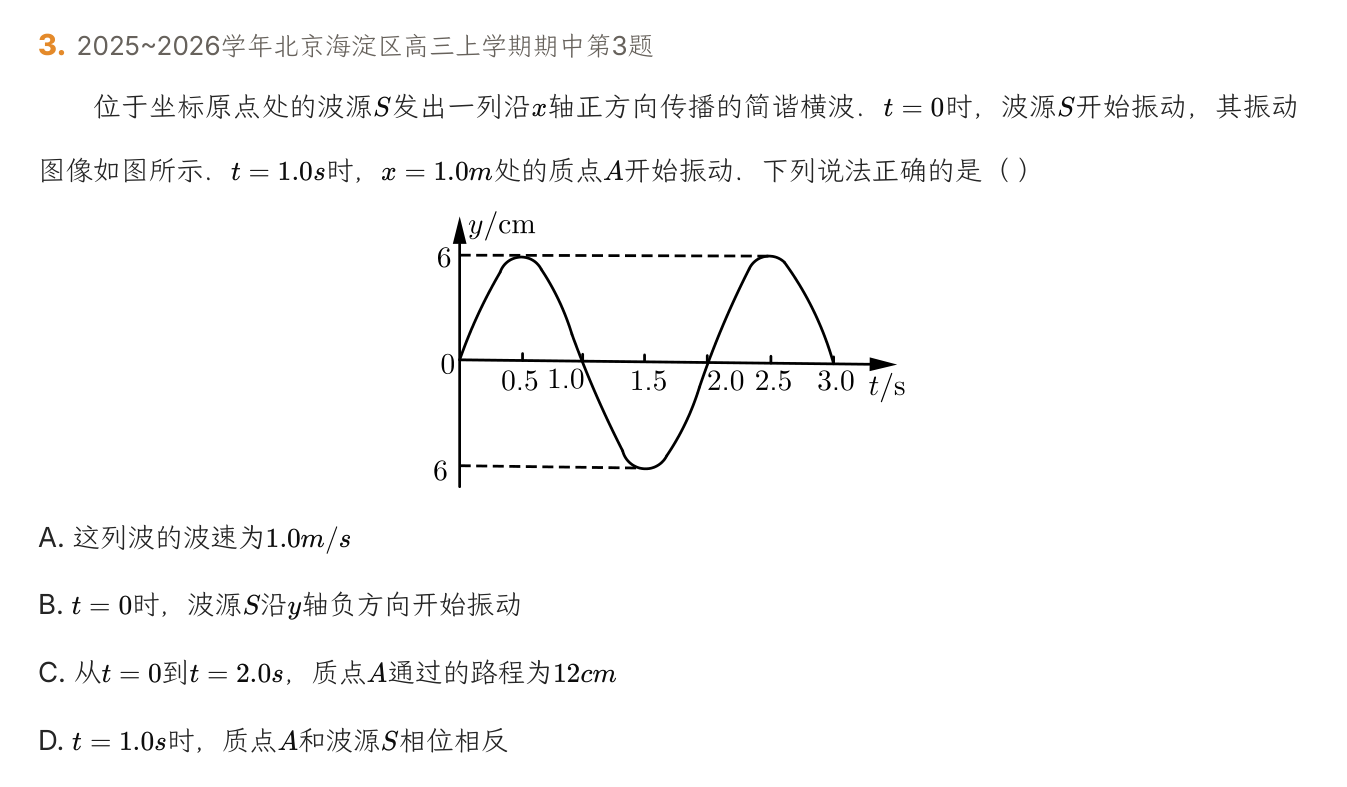 3. 2025~2026学年北京海淀区高三上学期期中第3题
位于坐标原点处的波源S发出一列沿x轴正方向传播的简谐横波．t = 0时，波源S开始振动，其振动
图像如图所示．t = 1.0s时，x = 1.0m处的质点A开始振动．下列说法正确的是（ ）
y/cm
6
0
0.5 1.0 1.5 2.0 2.5 3.0 t/s
6
A. 这列波的波速为1.0m/s
B. t = 0时，波源S沿y轴负方向开始振动
C. 从t = 0到t = 2.0s，质点A通过的路程为12cm
D. t = 1.0s时，质点A和波源S相位相反